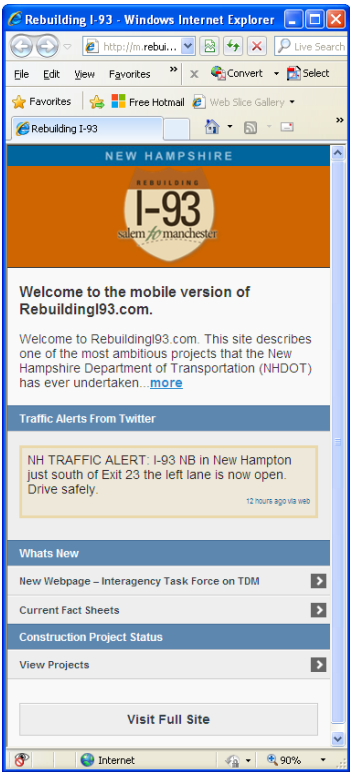 Rebuilding I-93 - Windows Internet Explorer
http://m.rebui...
Live Search
File Edit View Favorites » x Convert Select
Favorites Free Hotmail Web Slice Gallery
Rebuilding I-93 »
NEW HAMPSHIRE
REBUILDING
I-93
salem to manchester
Welcome to the mobile version of
RebuildingI93.com.
Welcome to RebuildingI93.com. This site describes
one of the most ambitious projects that the New
Hampshire Department of Transportation (NHDOT)
has ever undertaken...more
Traffic Alerts From Twitter
NH TRAFFIC ALERT: I-93 NB in New Hampton
just south of Exit 23 the left lane is now open.
Drive safely.
12 hours ago via web
Whats New
New Webpage – Interagency Task Force on TDM
Current Fact Sheets
Construction Project Status
View Projects
Visit Full Site
Internet 90%